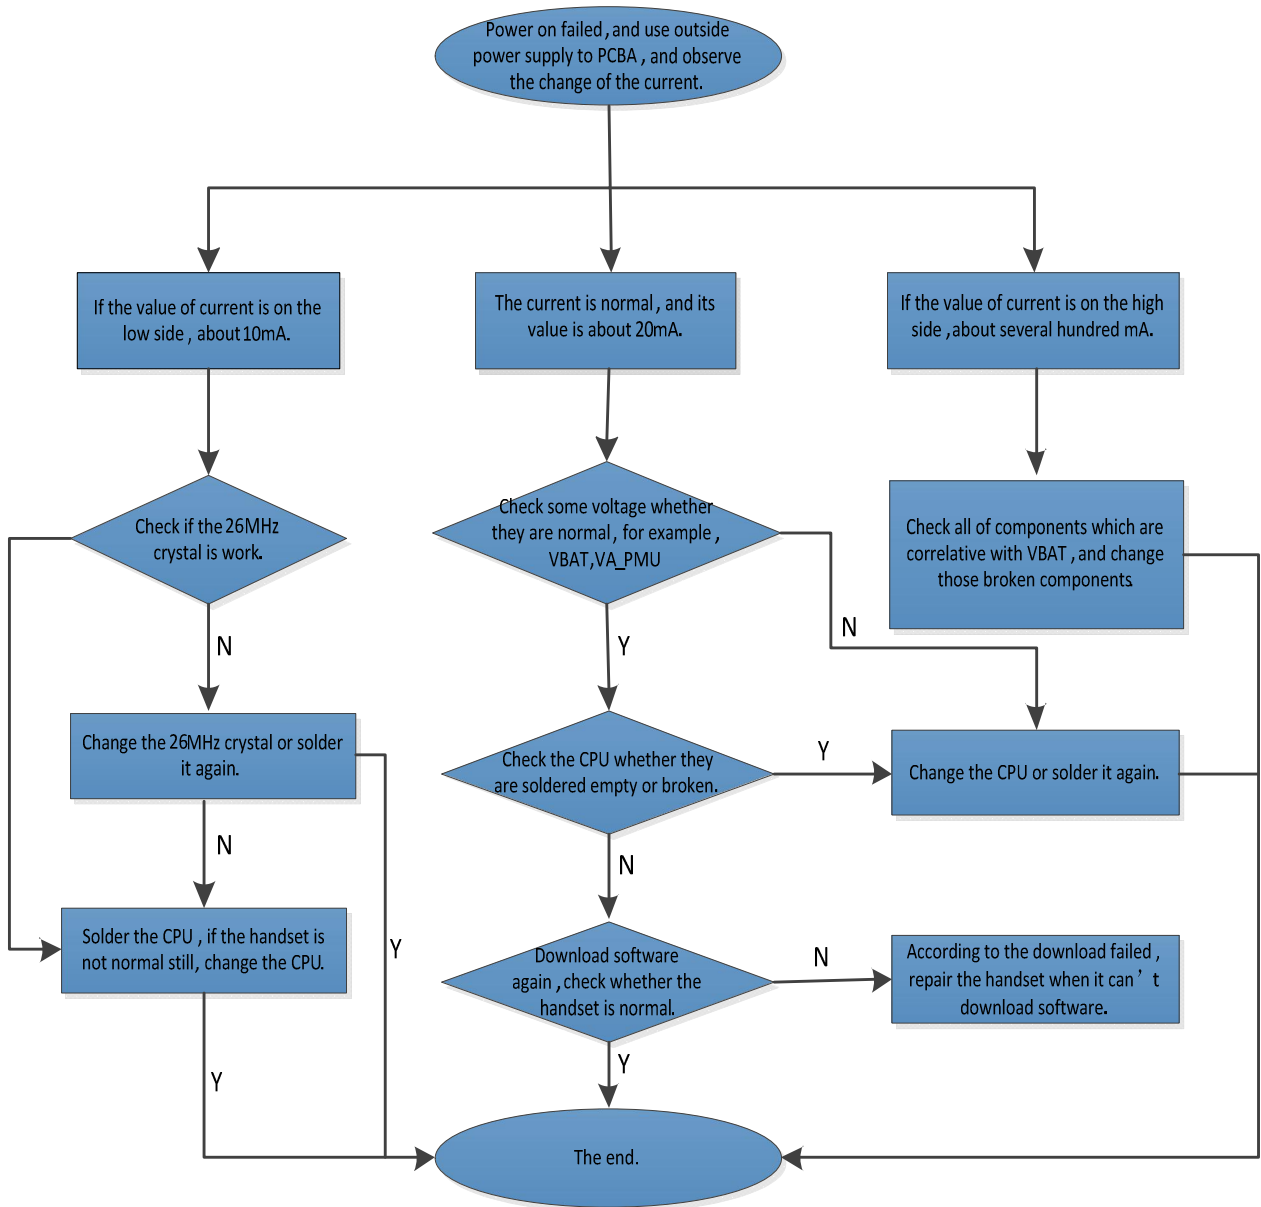 Power on failed, and use outside
power supply to PCBA, and observe
the change of the current.
If the value of current is on the
low side, about 10mA.
The current is normal, and its
value is about 20mA.
If the value of current is on the high
side, about several hundred mA.
Check if the 26MHz
crystal is work.
Check some voltage whether
they are normal, for example,
VBAT,VA_PMU
Check all of components which are
correlative with VBAT, and change
those broken components.
N
Y
N
Change the 26MHz crystal or solder
it again.
Check the CPU whether they
are soldered empty or broken.
Y
Change the CPU or solder it again.
N
N
Solder the CPU, if the handset is
not normal still, change the CPU.
Y
Download software
again, check whether the
handset is normal.
N
According to the download failed,
repair the handset when it can't
download software.
Y
Y
The end.